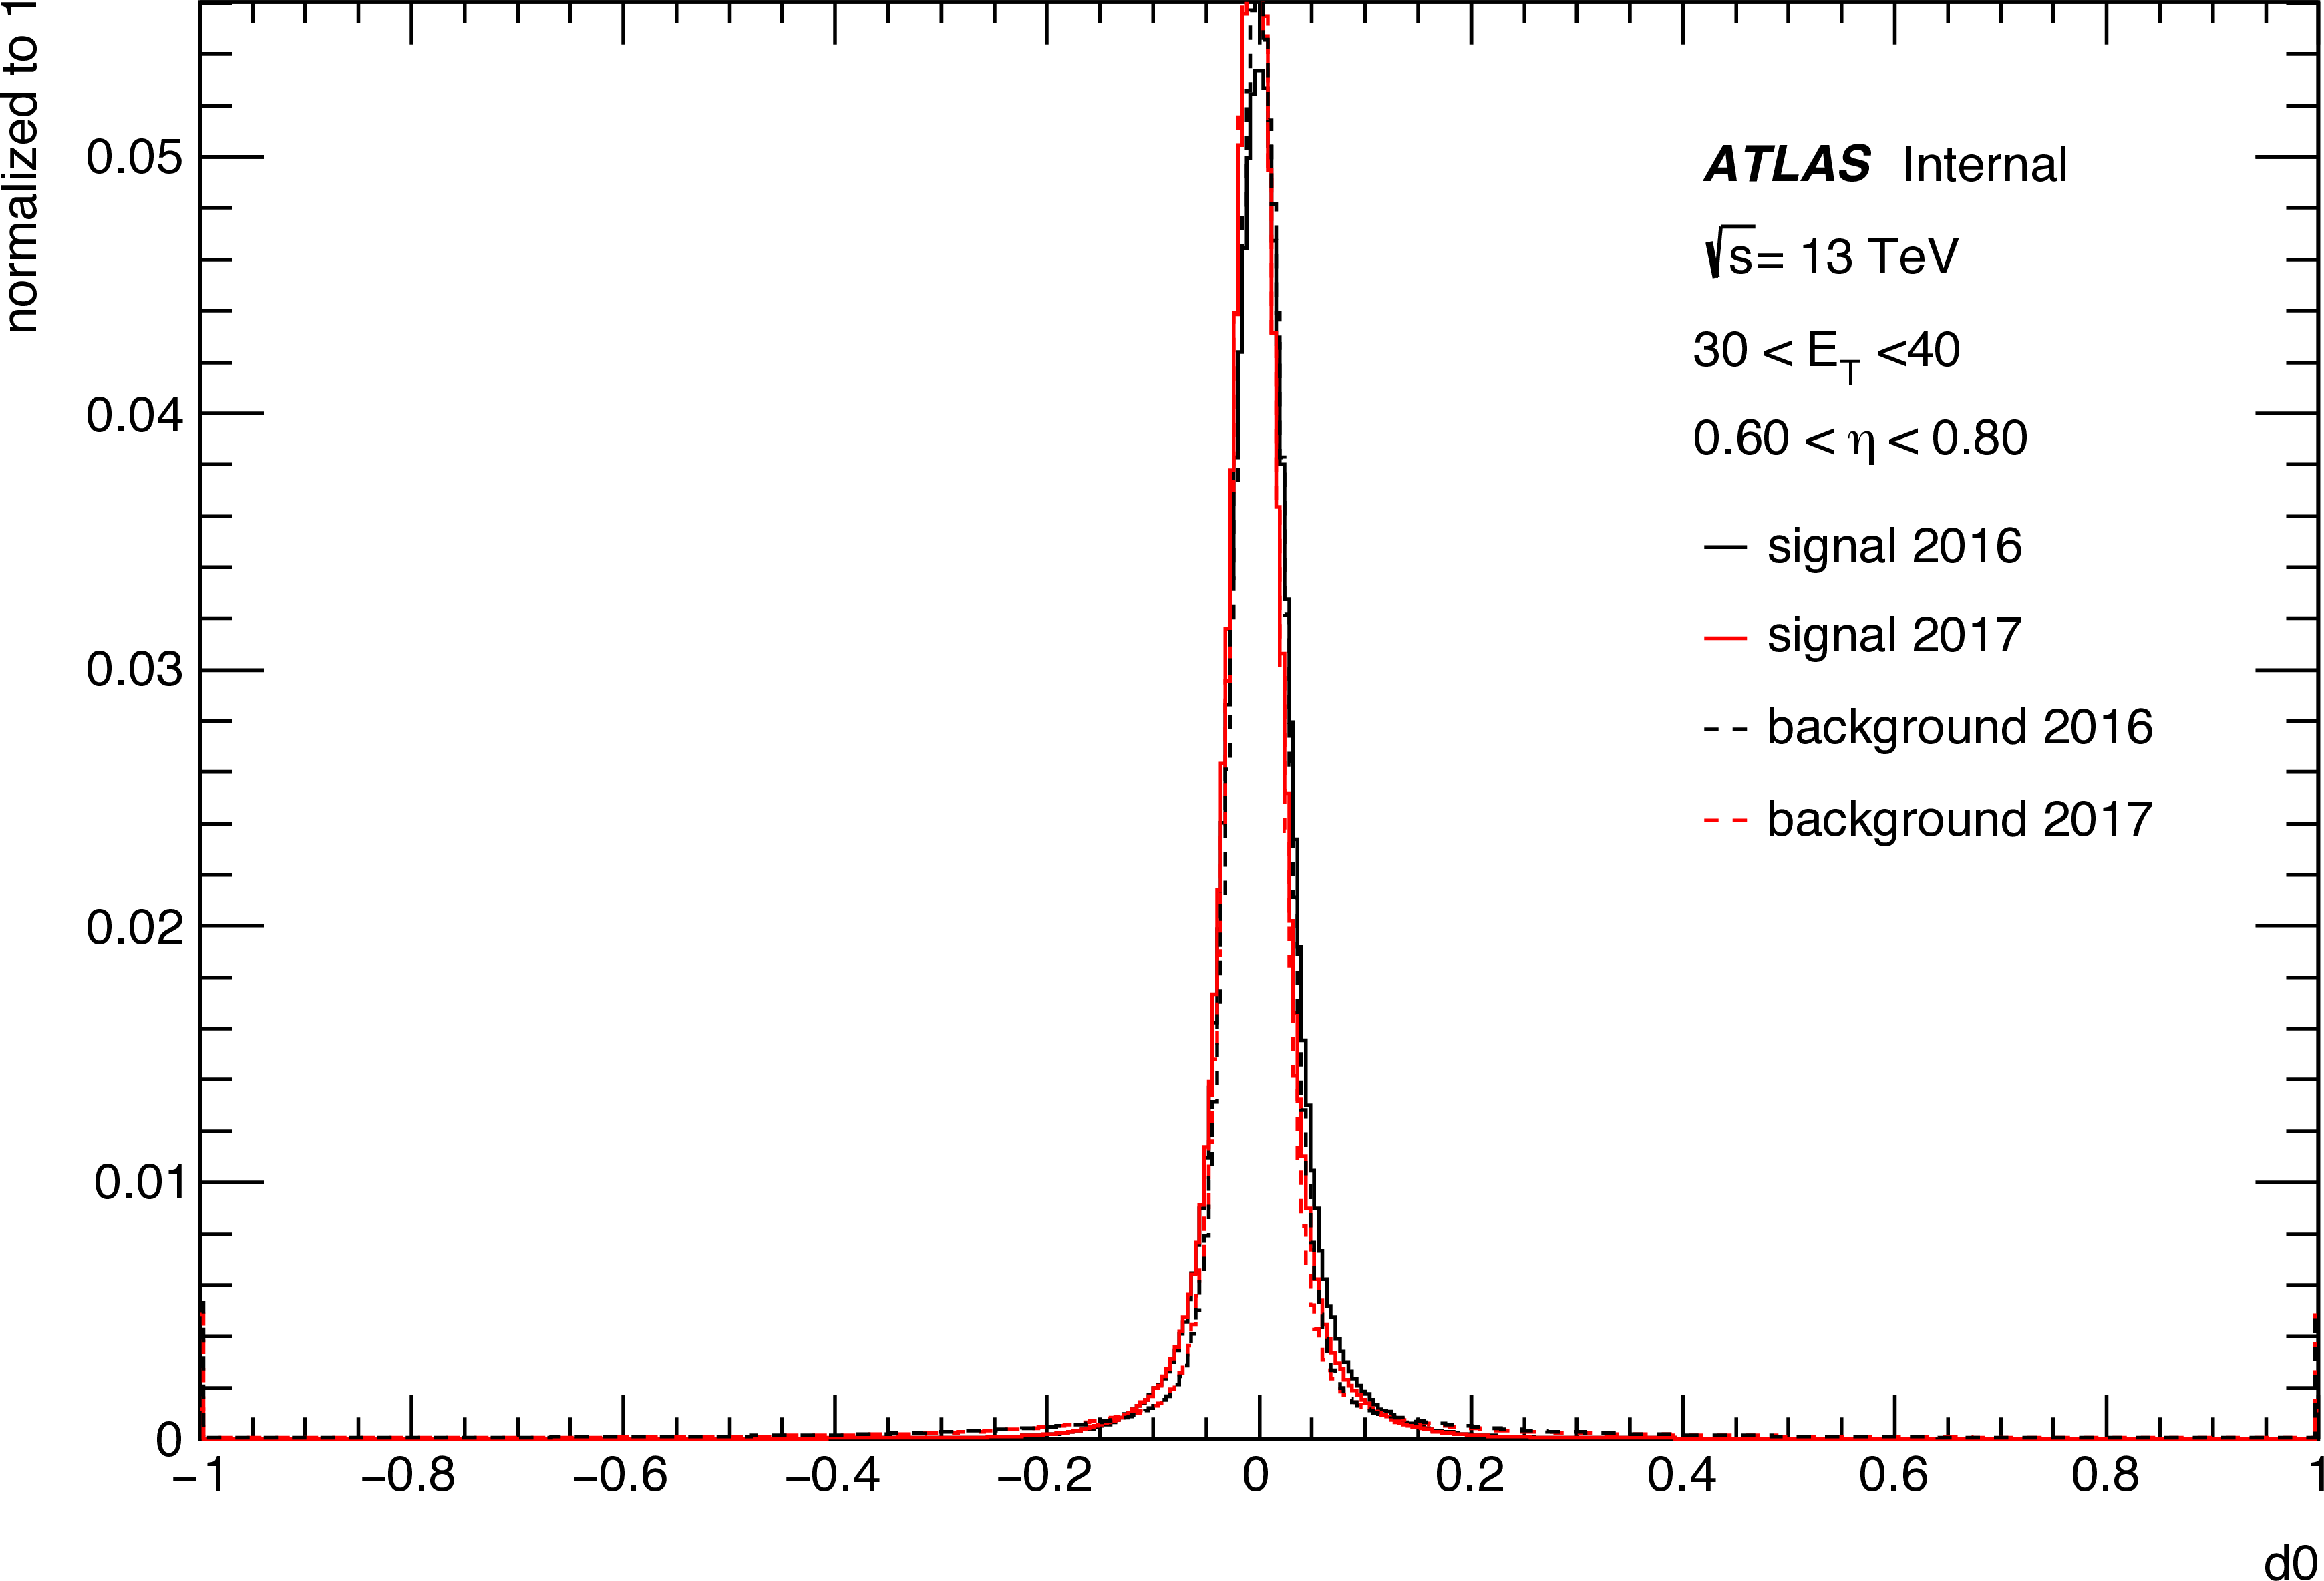 normalized to 1
0.05
0.04
0.03
0.02
0.01
0
−1
−0.8
−0.6
−0.4
−0.2
0
0.2
0.4
0.6
0.8
1
d0
ATLAS Internal
√s= 13 TeV
30 < E_T <40
0.60 < η < 0.80
signal 2016
signal 2017
background 2016
background 2017